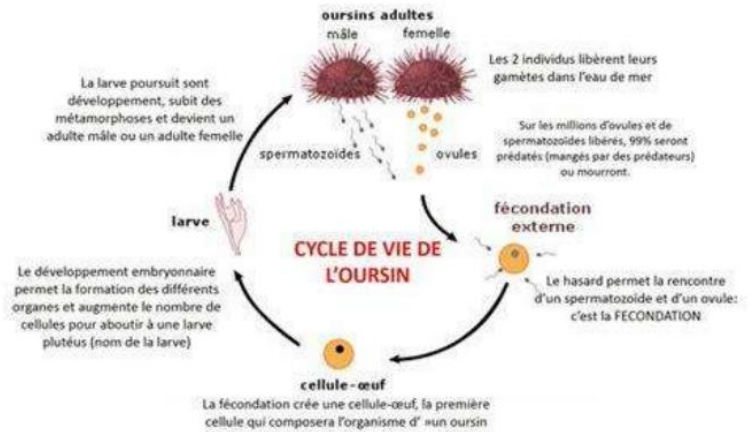 oursins adultes
mâle
femelle
Les 2 individus libèrent leurs
gamètes dans l'eau de mer
Sur les millions d'ovules et de
spermatozoïdes libérés, 99% seront
prédatés (mangés par des prédateurs)
ou mourront.
spermatozoïdes
ovules
fécondation
externe
Le hasard permet la rencontre
d'un spermatozoïde et d'un ovule:
c'est la FECONDATION
cellule-œuf
La fécondation crée une cellule-œuf, la première
cellule qui composera l'organisme d' »un oursin
Le développement embryonnaire
permet la formation des différents
organes et augmente le nombre de
cellules pour aboutir à une larve
plutéus (nom de la larve)
larve
La larve poursuit sont
développement, subit des
métamorphoses et devient un
adulte mâle ou un adulte femelle
CYCLE DE VIE DE
L'OURSIN